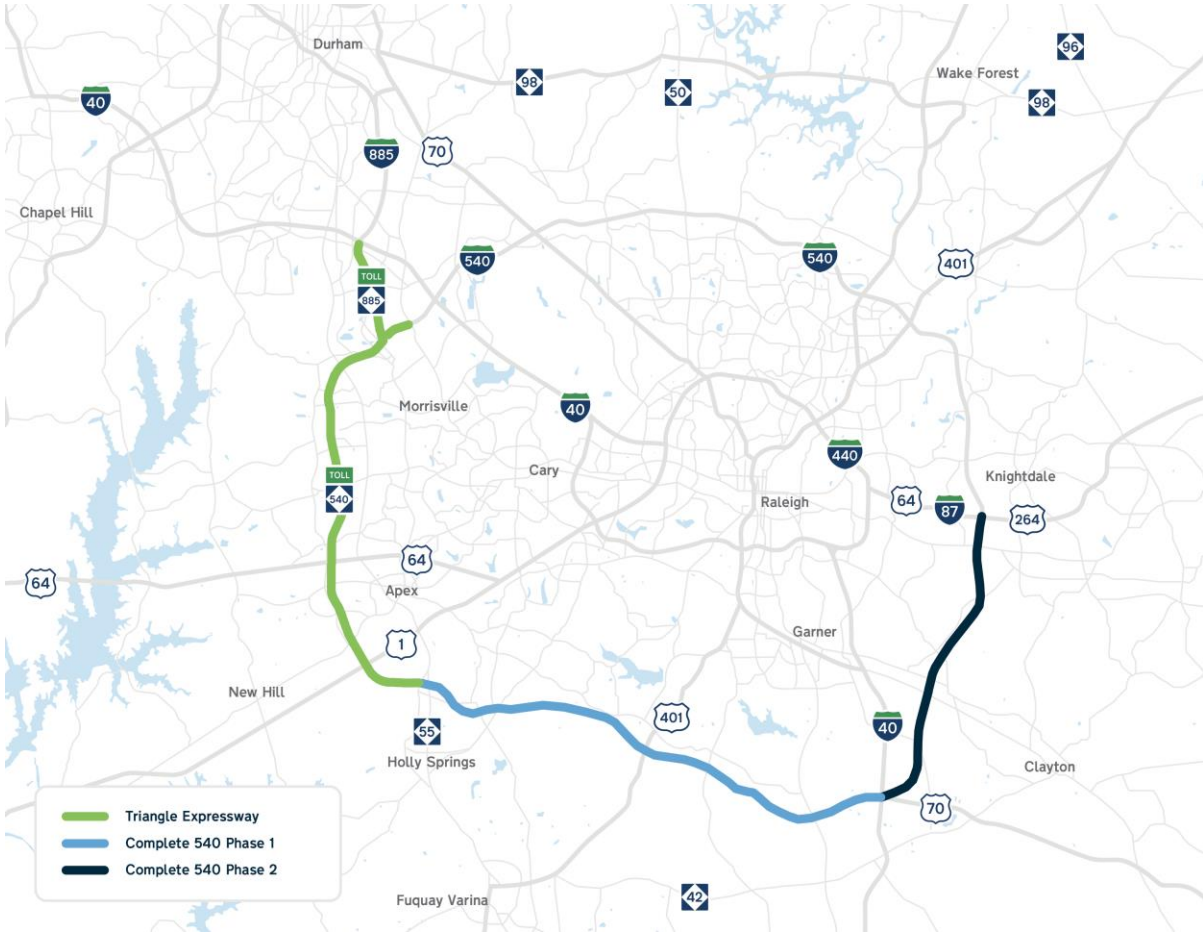 Durham
96
98
50
Wake Forest
98
40
885
70
Chapel Hill
540
540
401
TOLL
885
Morrisville
40
440
Cary
Knightdale
TOLL
540
Raleigh
64
87
264
64
64
Apex
Garner
1
New Hill
401
40
55
Holly Springs
Clayton
70
Triangle Expressway
Complete 540 Phase 1
Complete 540 Phase 2
Fuquay Varina
42